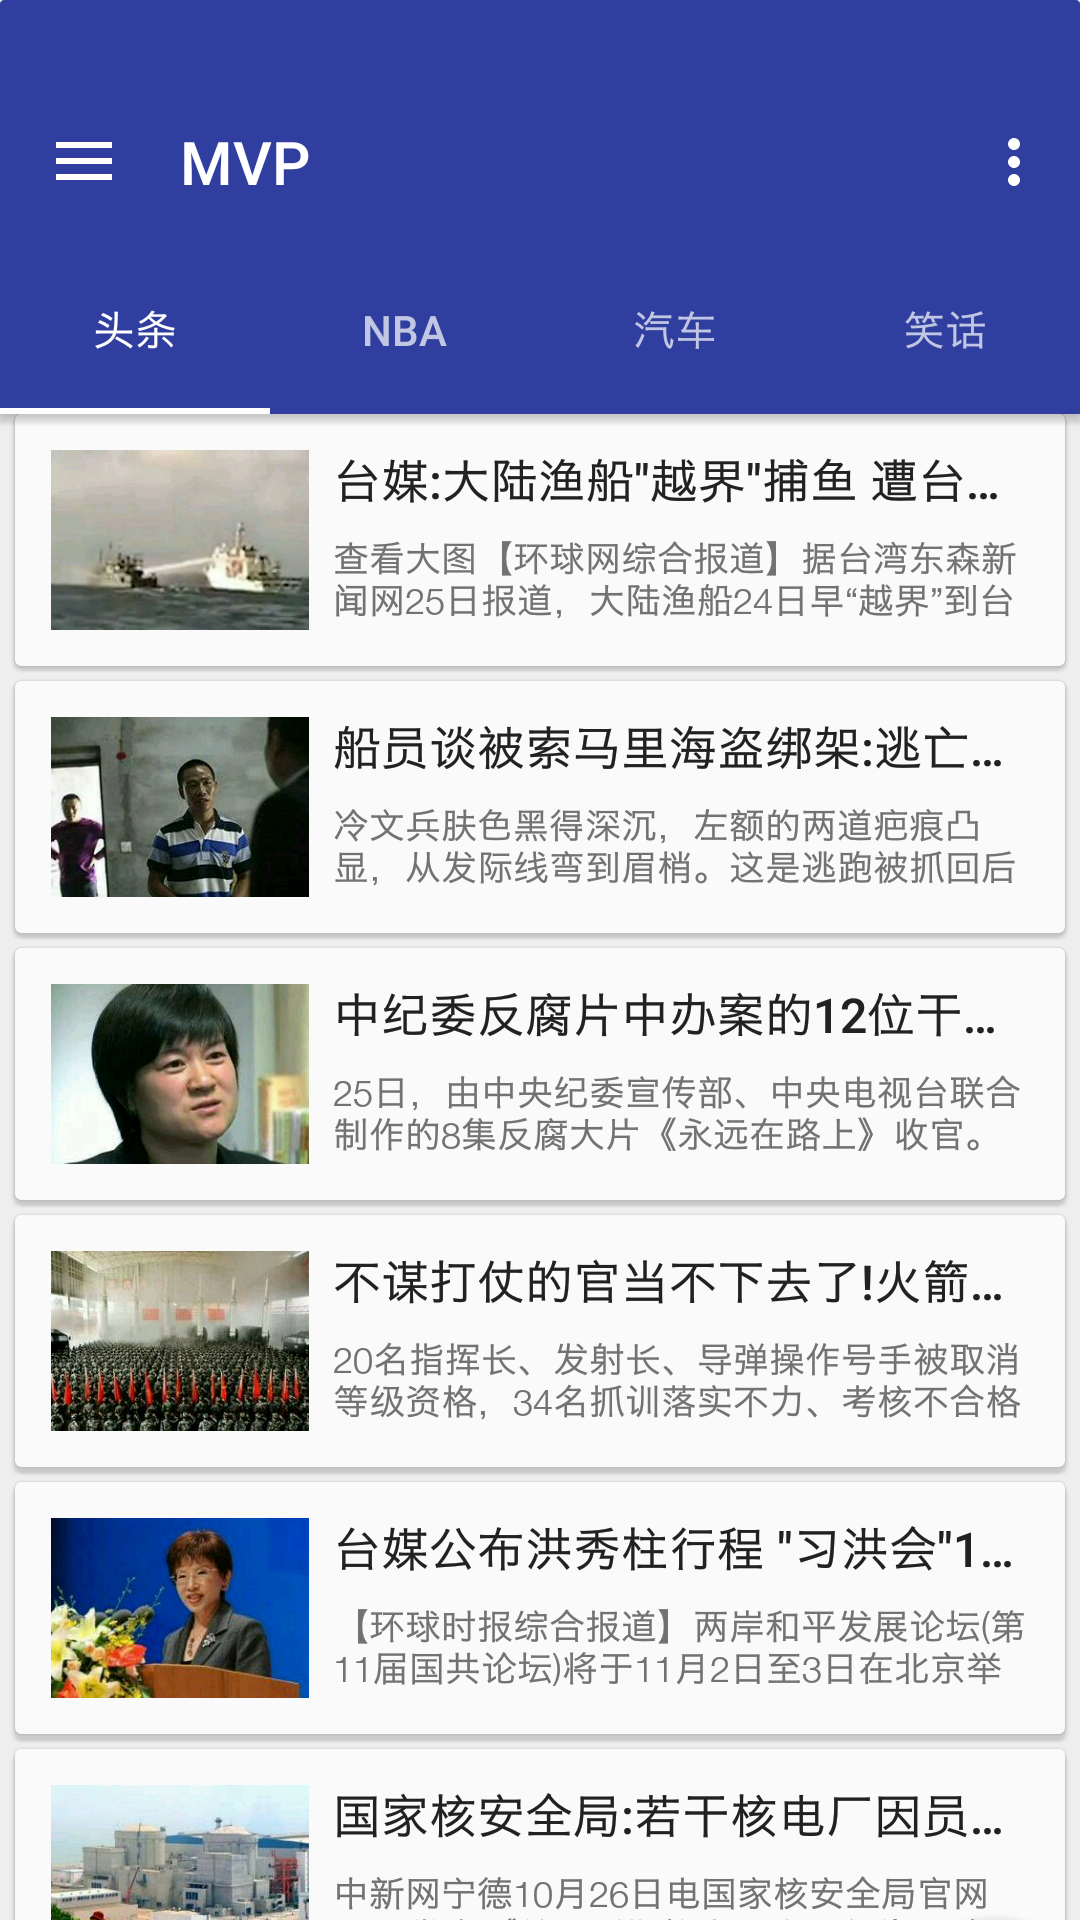 MVP
头条 NBA 汽车 笑话
台媒:大陆渔船"越界"捕鱼 遭台...
查看大图【环球网综合报道】据台湾东森新
闻网25日报道，大陆渔船24日早“越界”到台
船员谈被索马里海盗绑架:逃亡...
冷文兵肤色黑得深沉，左额的两道疤痕凸
显，从发际线弯到眉梢。这是逃跑被抓回后
中纪委反腐片中办案的12位干...
25日，由中央纪委宣传部、中央电视台联合
制作的8集反腐大片《永远在路上》收官。
不谋打仗的官当不下去了!火箭...
20名指挥长、发射长、导弹操作号手被取消
等级资格，34名抓训落实不力、考核不合格
台媒公布洪秀柱行程 "习洪会"1...
【环球时报综合报道】两岸和平发展论坛(第
11届国共论坛)将于11月2日至3日在北京举
国家核安全局:若干核电厂因员...
中新网宁德10月26日电国家核安全局官网